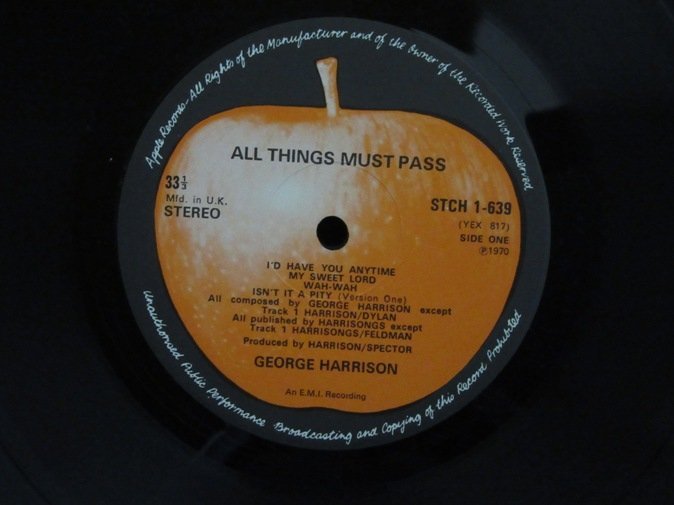 Apple Records-All Rights of the Manufacturer and of the Owner of the Recorded Work Reserved
ALL THINGS MUST PASS
33⅓
Mfd. in U.K.
STEREO
STCH 1-639
(YEX 817)
SIDE ONE
℗1970
I'D HAVE YOU ANYTIME
MY SWEET LORD
WAH-WAH
ISN'T IT A PITY (Version One)
All composed by GEORGE HARRISON except
Track 1 HARRISON/DYLAN
All published by HARRISONGS except
Track 1 HARRISONGS/FELDMAN
Produced by HARRISON/SPECTOR
GEORGE HARRISON
An E.M.I. Recording
Unauthorised Public Performance Broadcasting and Copying of this Record Prohibited